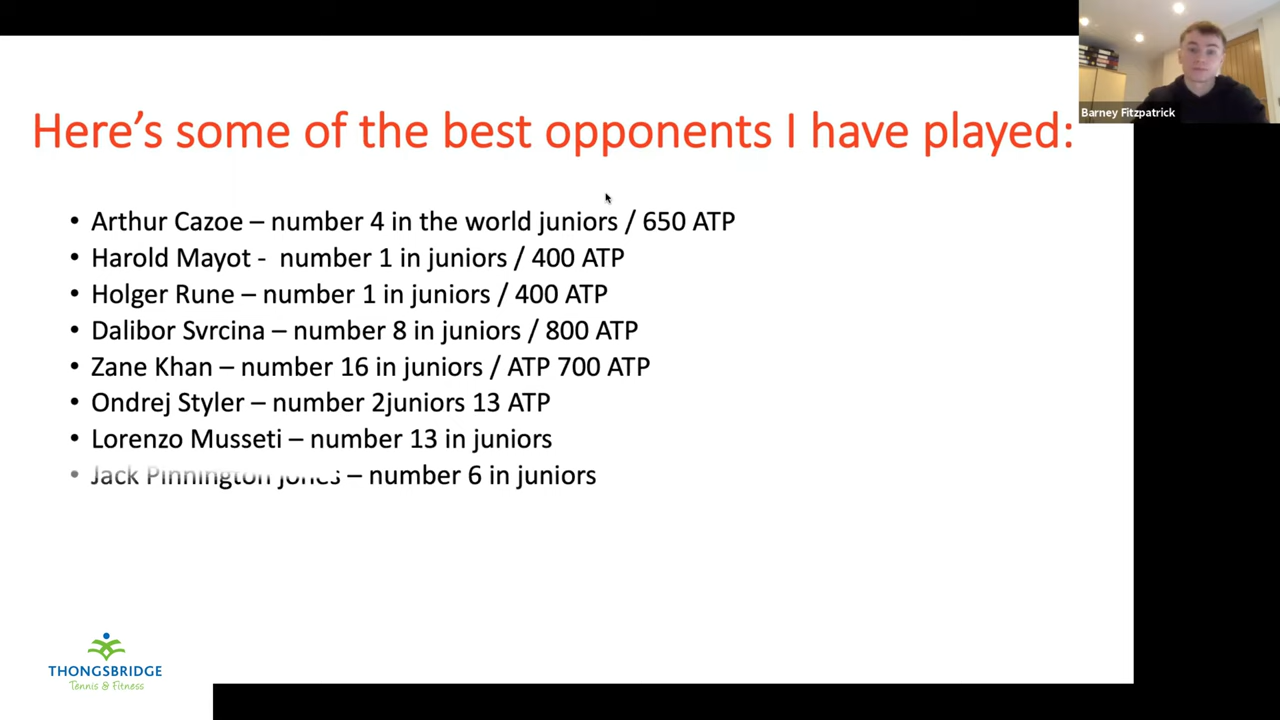 Here's some of the best opponents I have played:
Barney Fitzpatrick
• Arthur Cazoe – number 4 in the world juniors / 650 ATP
• Harold Mayot - number 1 in juniors / 400 ATP
• Holger Rune – number 1 in juniors / 400 ATP
• Dalibor Svrcina – number 8 in juniors / 800 ATP
• Zane Khan – number 16 in juniors / ATP 700 ATP
• Ondrej Styler – number 2juniors 13 ATP
• Lorenzo Musseti – number 13 in juniors
• Jack Pinnington jones – number 6 in juniors
THONGSBRIDGE
Tennis & Fitness